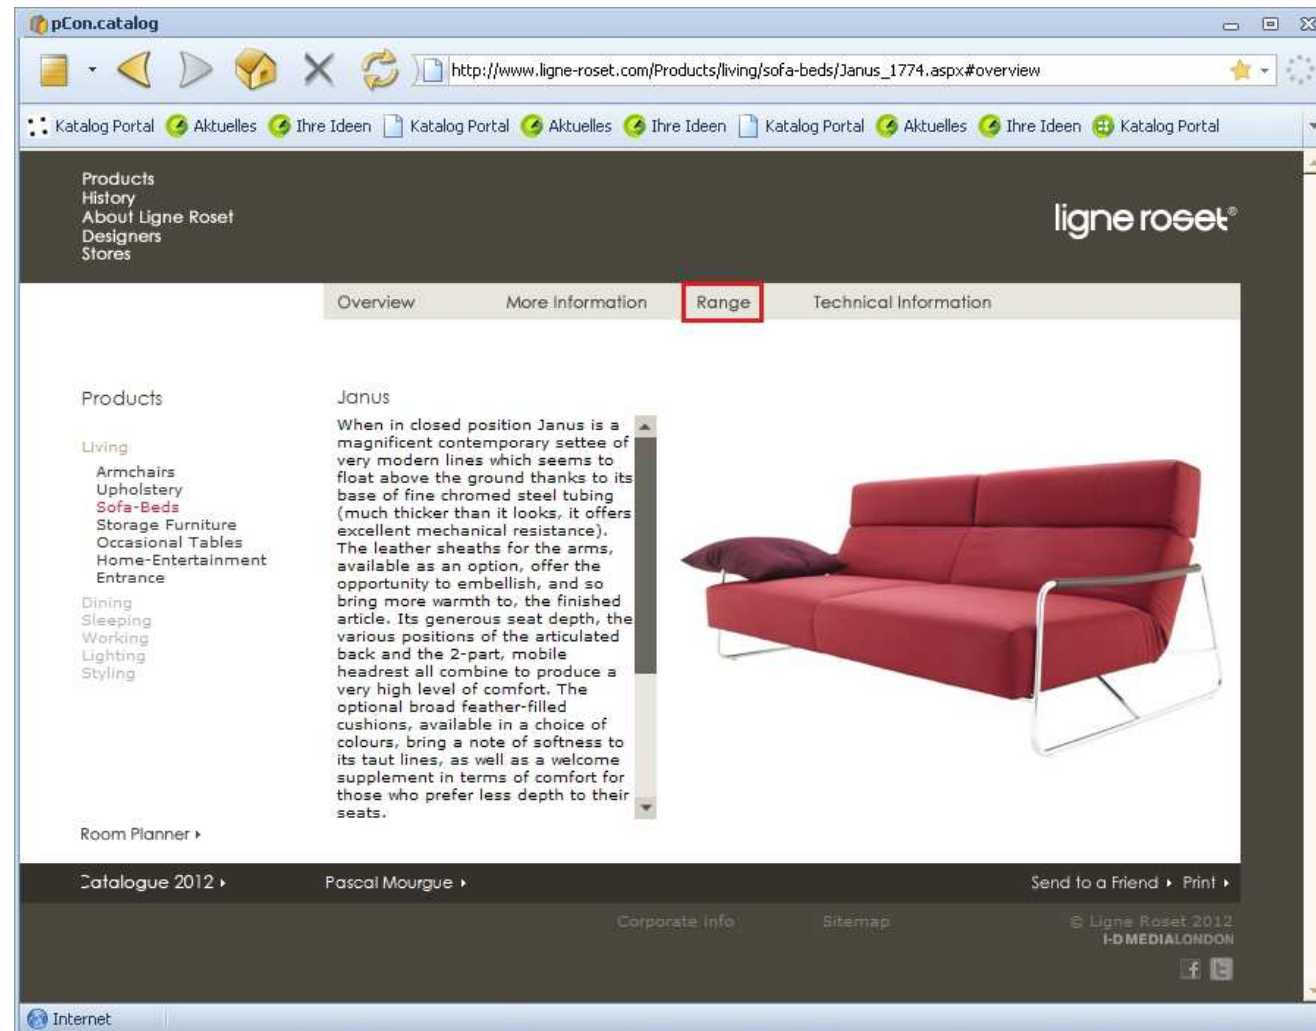 pCon.catalog
http://www.ligne-roset.com/Products/living/sofa-beds/Janus_1774.aspx#overview
Katalog Portal Aktuelles Ihre Ideen Katalog Portal Aktuelles Ihre Ideen Katalog Portal Aktuelles Ihre Ideen Katalog Portal
Products
History
About Ligne Roset
Designers
Stores
ligne roset®
Overview More Information Range Technical Information
Products
Living
Armchairs
Upholstery
Sofa-Beds
Storage Furniture
Occasional Tables
Home-Entertainment
Entrance
Dining
Sleeping
Working
Lighting
Styling
Room Planner
Janus
When in closed position Janus is a
magnificent contemporary settee of
very modern lines which seems to
float above the ground thanks to its
base of fine chromed steel tubing
(much thicker than it looks, it offers
excellent mechanical resistance).
The leather sheaths for the arms,
available as an option, offer the
opportunity to embellish, and so
bring more warmth to, the finished
article. Its generous seat depth, the
various positions of the articulated
back and the 2-part, mobile
headrest all combine to produce a
very high level of comfort. The
optional broad feather-filled
cushions, available in a choice of
colours, bring a note of softness to
its taut lines, as well as a welcome
supplement in terms of comfort for
those who prefer less depth to their
seats.
Catalogue 2012 Pascal Mourgue Send to a Friend Print
Corporate Info Sitemap © Ligne Roset 2012
I-D MEDIALONDON
f t
Internet